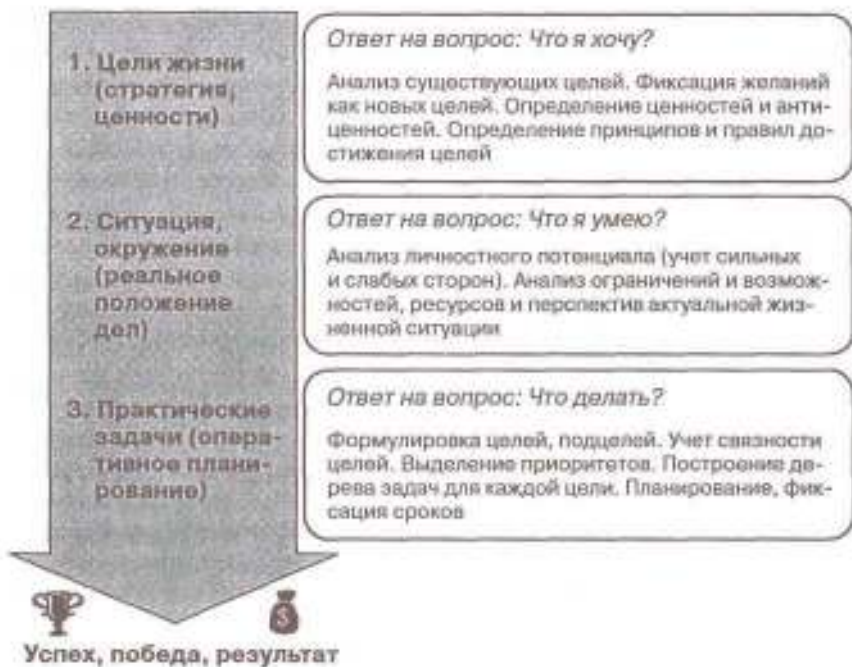 1. Цели жизни
(стратегия,
ценности)
Ответ на вопрос: Что я хочу?
Анализ существующих целей. Фиксация желаний
как новых целей. Определение ценностей и анти-
ценностей. Определение принципов и правил до-
стижения целей
2. Ситуация,
окружение
(реальное
положение
дел)
Ответ на вопрос: Что я умею?
Анализ личностного потенциала (учет сильных
и слабых сторон). Анализ ограничений и возмож-
ностей, ресурсов и перспектив актуальной жиз-
ненной ситуации
3. Практические
задачи (опера-
тивное плани-
рование)
Ответ на вопрос: Что делать?
Формулировка целей, подцелей. Учет связности
целей. Выделение приоритетов. Построение де-
рева задач для каждой цели. Планирование, фик-
сация сроков
$
Успех, победа, результат